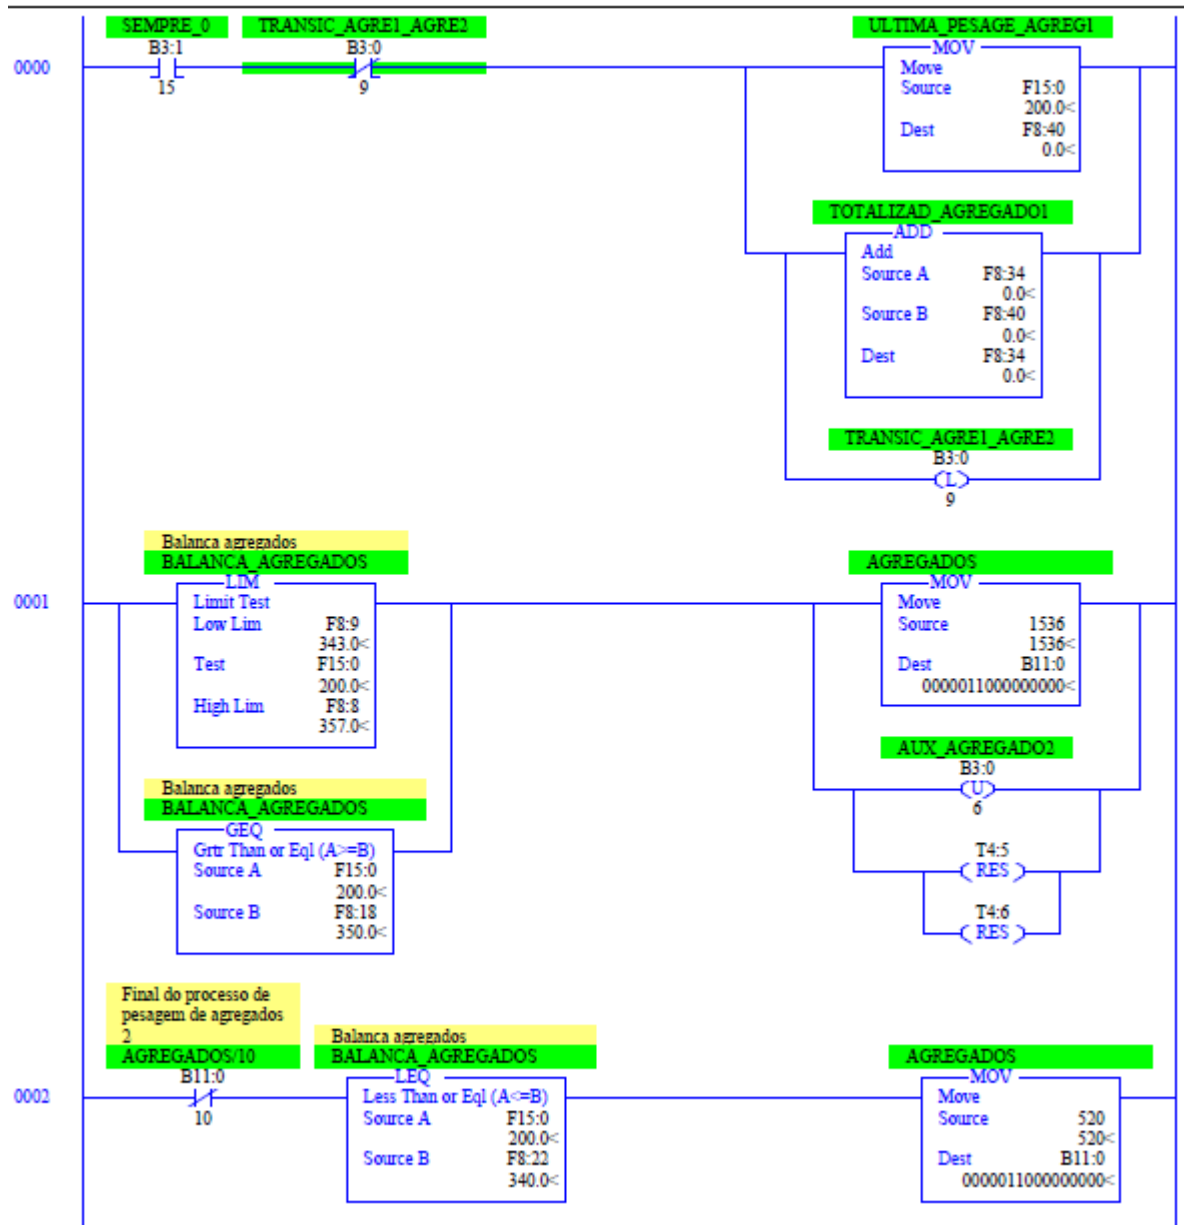 SEMPRE_0
TRANSIC_AGRE1_AGRE2
ULTIMA_PESAGE_AGREG1
B3:1
B3:0
MOV
0000
15
9
Move
Source F15:0
200.0<
Dest F8:40
0.0<
TOTALIZAD_AGREGADO1
ADD
Add
Source A F8:34
0.0<
Source B F8:40
0.0<
Dest F8:34
0.0<
TRANSIC_AGRE1_AGRE2
B3:0
L
9
Balanca agregados
BALANCA_AGREGADOS
AGREGADOS
LIM
MOV
0001
Limit Test
Low Lim F8:9
343.0<
Test F15:0
200.0<
High Lim F8:8
357.0<
Move
Source 1536
1536<
Dest B11:0
0000011000000000<
Balanca agregados
BALANCA_AGREGADOS
GEQ
Grtr Than or Eql (A>=B)
Source A F15:0
200.0<
Source B F8:18
350.0<
AUX_AGREGADO2
B3:0
U
6
T4:5
RES
T4:6
RES
Final do processo de
pesagem de agregados
2
AGREGADOS/10
B11:0
0002
10
Balanca agregados
BALANCA_AGREGADOS
LEQ
Less Than or Eql (A<=B)
Source A F15:0
200.0<
Source B F8:22
340.0<
AGREGADOS
MOV
Move
Source 520
520<
Dest B11:0
0000011000000000<